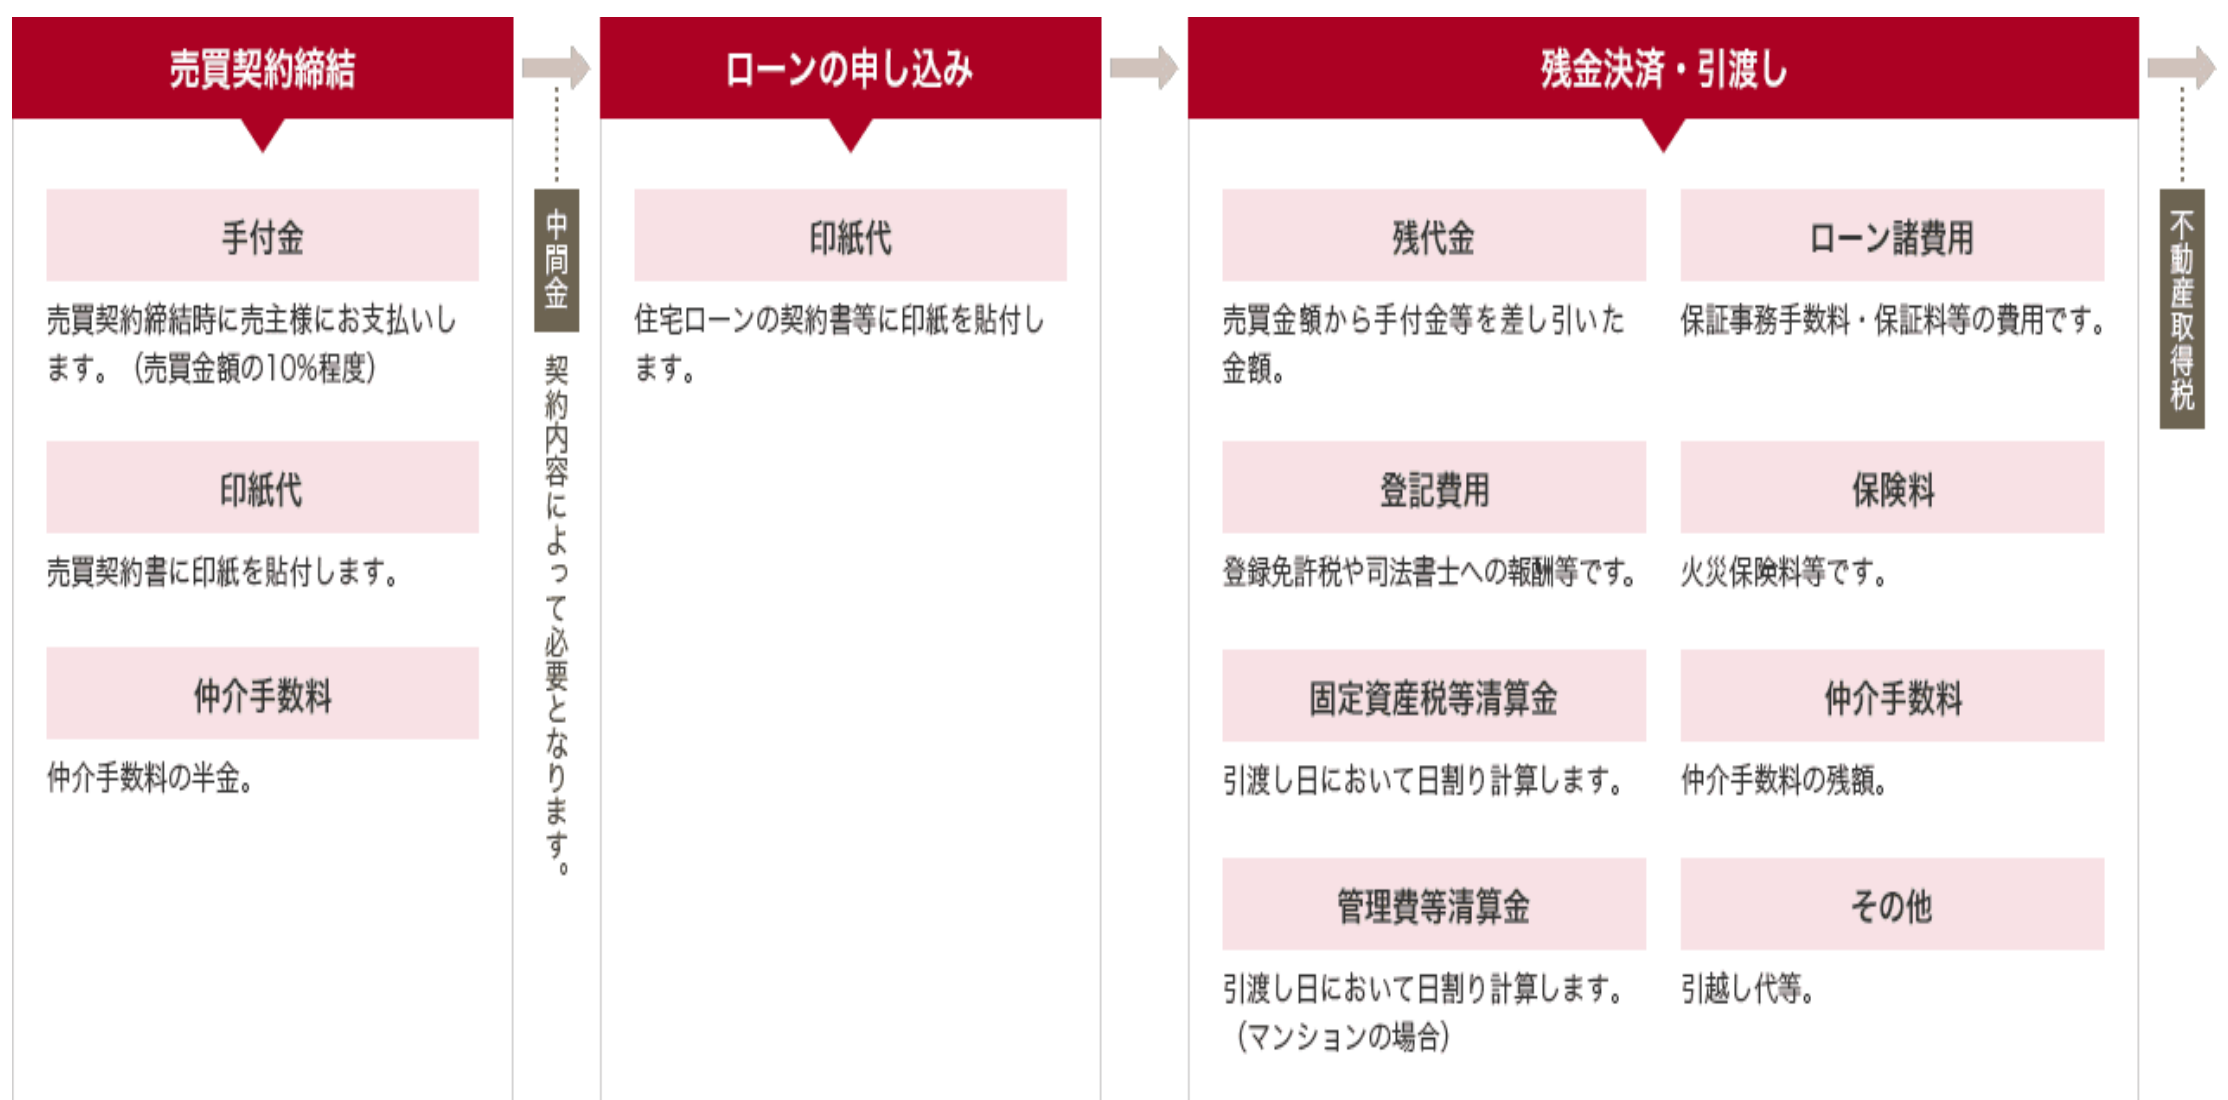 売買契約締結
手付金
売買契約締結時に売主様にお支払いし
ます。（売買金額の10%程度）
印紙代
売買契約書に印紙を貼付します。
仲介手数料
仲介手数料の半金。
中間金
契約内容によって必要となります。
ローンの申し込み
印紙代
住宅ローンの契約書等に印紙を貼付し
ます。
残金決済・引渡し
残代金
売買金額から手付金等を差し引いた
金額。
ローン諸費用
保証事務手数料・保証料等の費用です。
登記費用
登録免許税や司法書士への報酬等です。
保険料
火災保険料等です。
固定資産税等清算金
引渡し日において日割り計算します。
仲介手数料
仲介手数料の残額。
管理費等清算金
引渡し日において日割り計算します。
（マンションの場合）
その他
引越し代等。
不動産取得税